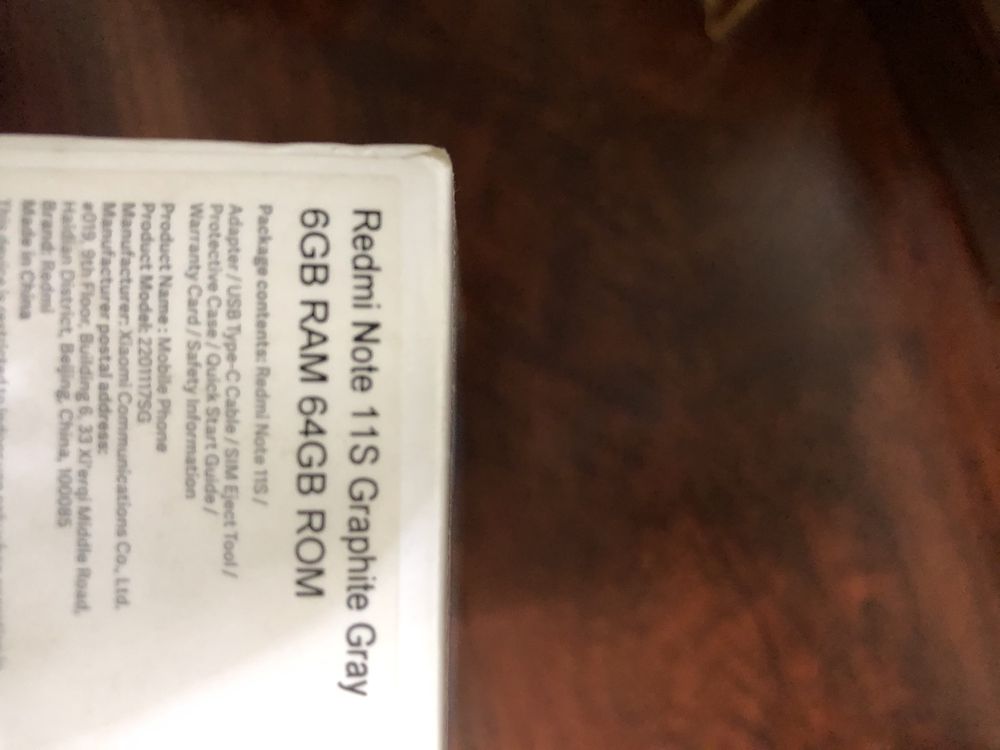 Redmi Note 11S Graphite Gray
6GB RAM 64GB ROM
Package contents: Redmi Note 11S /
Adapter / USB Type-C Cable / SIM Eject Tool /
Protective Case / Quick Start Guide /
Warranty Card / Safety Information
Product Name : Mobile Phone
Product Model: 2201117SG
Manufacturer: Xiaomi Communications Co., Ltd.
Manufacturer postal address:
#019, 9th Floor, Building 6, 33 Xi'erqi Middle Road,
Haidian District, Beijing, China, 100085
Brand: Redmi
Made in China